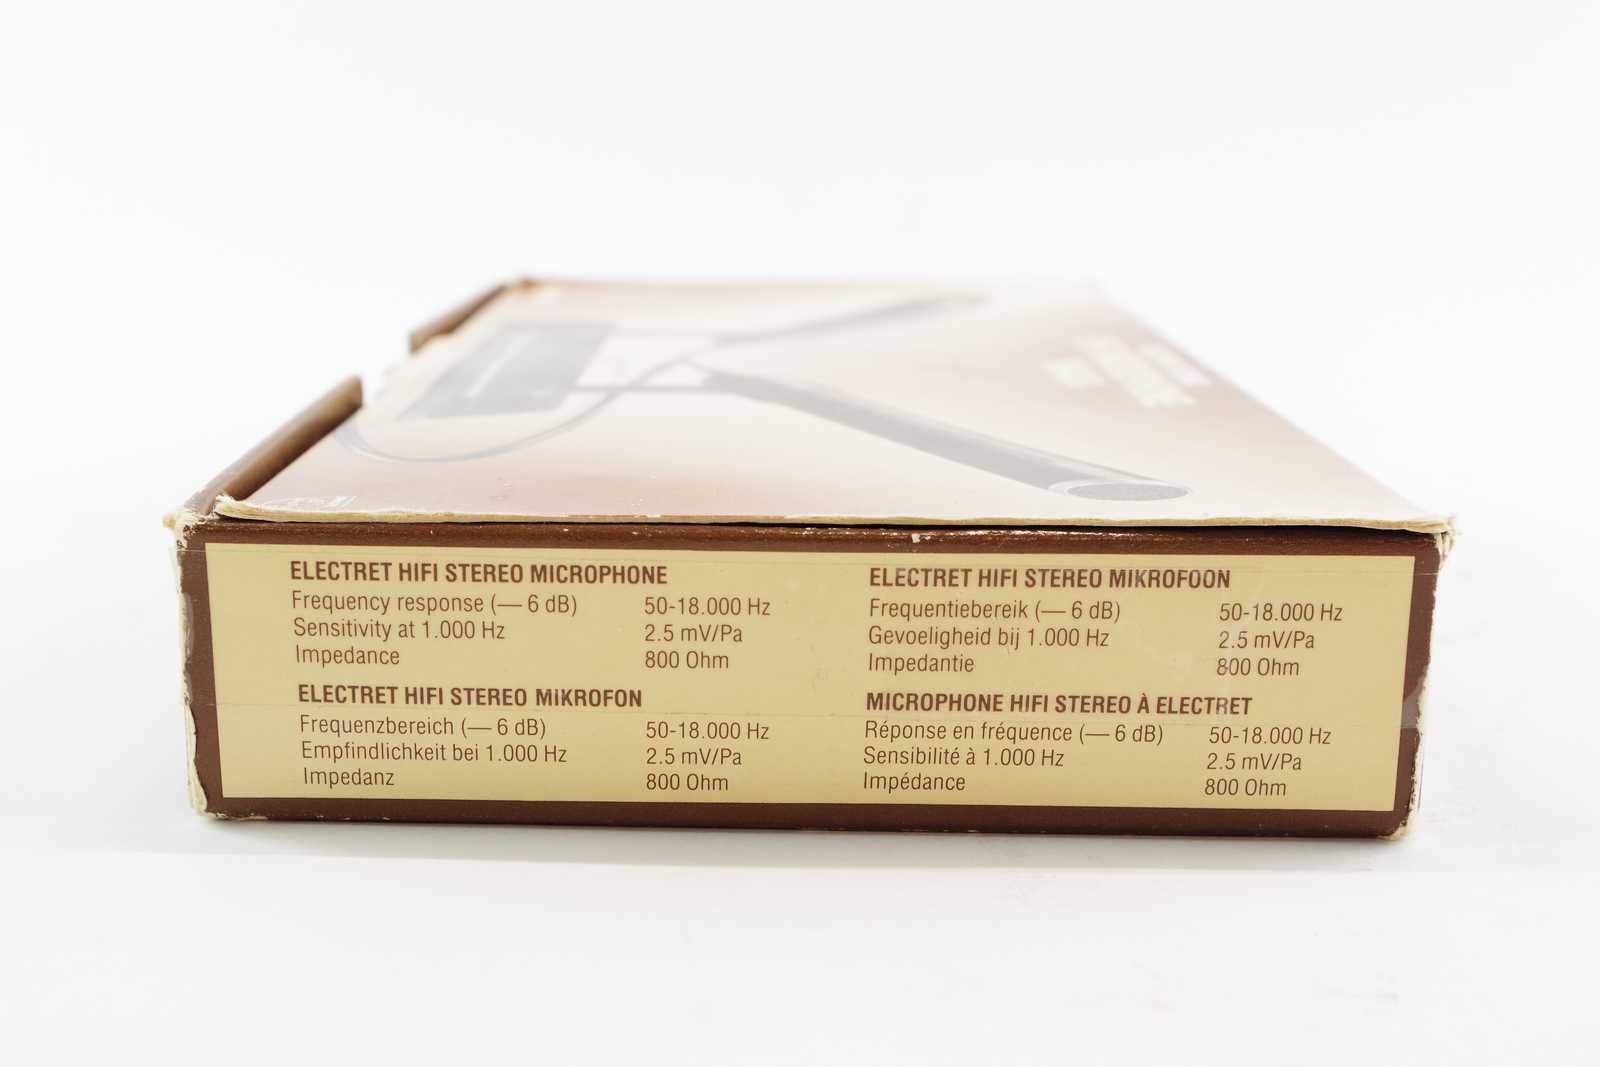 ELECTRET HIFI STEREO MICROPHONE
Frequency response (— 6 dB) 50-18.000 Hz
Sensitivity at 1.000 Hz 2.5 mV/Pa
Impedance 800 Ohm
ELECTRET HIFI STEREO MIKROFON
Frequenzbereich (— 6 dB) 50-18.000 Hz
Empfindlichkeit bei 1.000 Hz 2.5 mV/Pa
Impedanz 800 Ohm
ELECTRET HIFI STEREO MIKROFOON
Frequentiebereik (— 6 dB) 50-18.000 Hz
Gevoeligheid bij 1.000 Hz 2.5 mV/Pa
Impedantie 800 Ohm
MICROPHONE HIFI STEREO À ELECTRET
Réponse en fréquence (— 6 dB) 50-18.000 Hz
Sensibilité à 1.000 Hz 2.5 mV/Pa
Impédance 800 Ohm